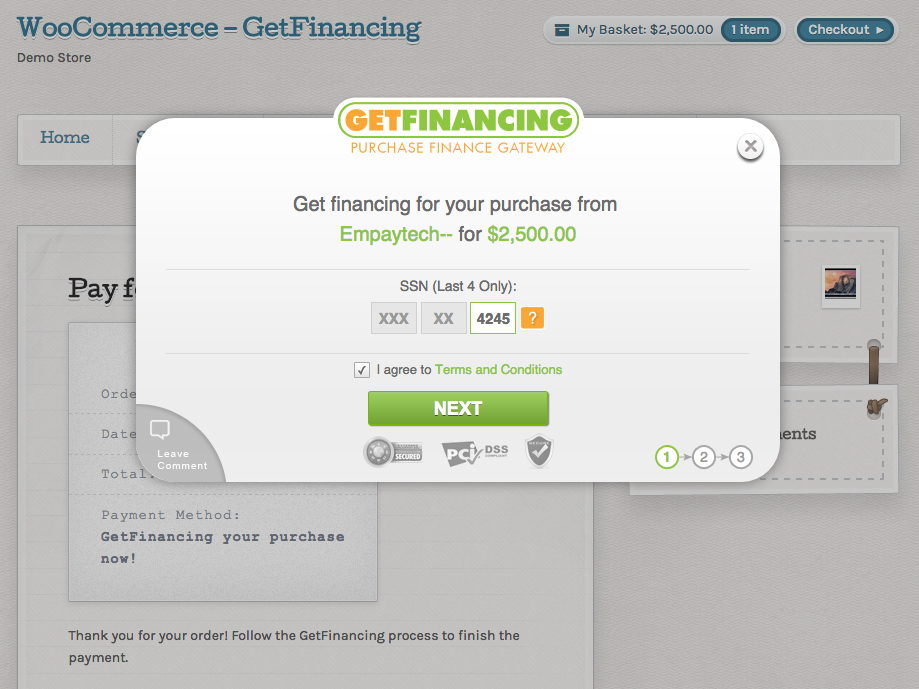 WooCommerce – GetFinancing
My Basket: $2,500.00 1 item Checkout ▸
Demo Store
GETFINANCING
PURCHASE FINANCE GATEWAY
Home S
Get financing for your purchase from
Empaytech-- for $2,500.00
Pay f
SSN (Last 4 Only):
XXX XX 4245 ?
I agree to Terms and Conditions
Orde
NEXT
Date
ents
Leave
Comment
SECURED
PCI DSS
COMPLIANT
1 2 3
Total
Payment Method:
GetFinancing your purchase
now!
Thank you for your order! Follow the GetFinancing process to finish the
payment.